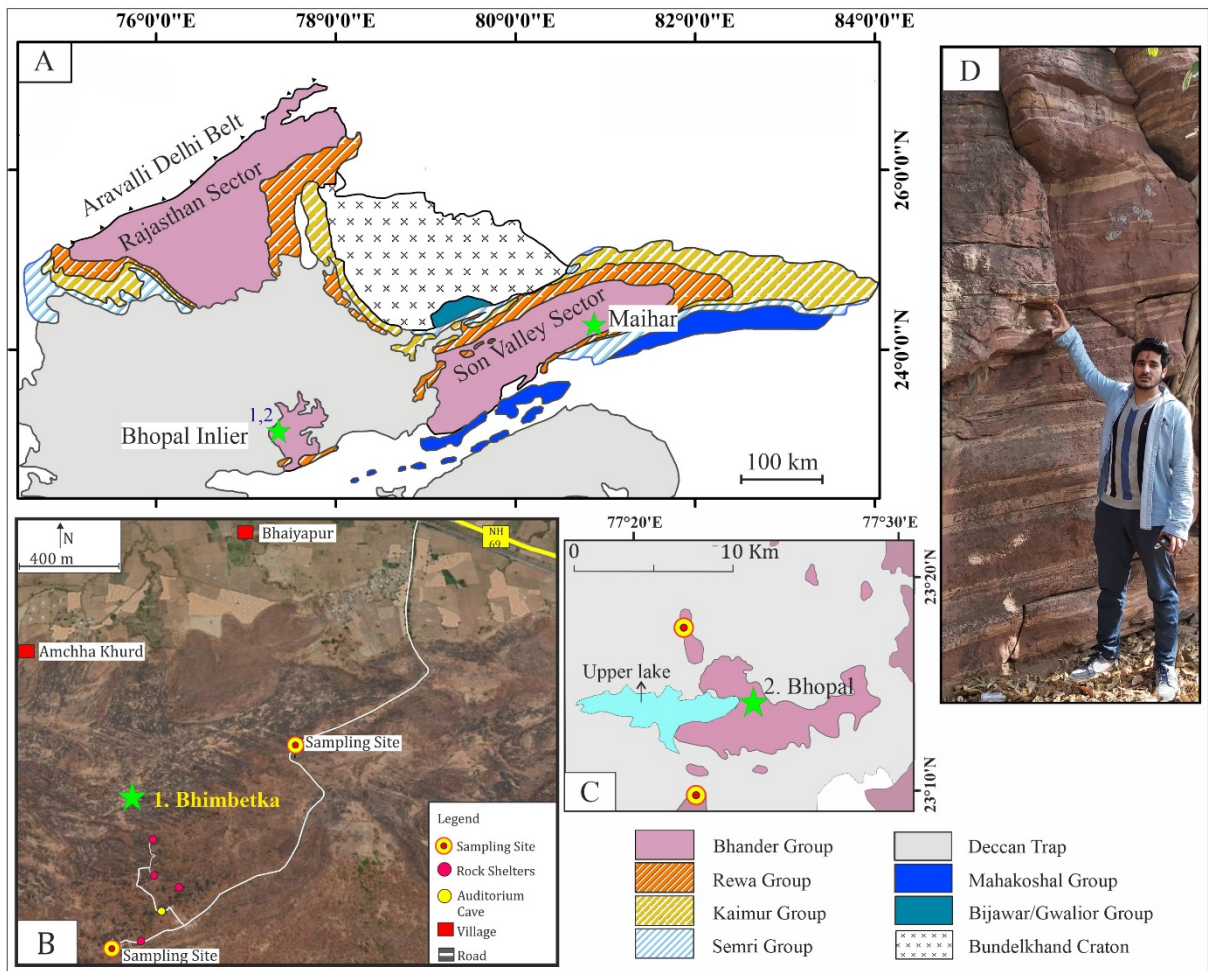 76°0'0"E
78°0'0"E
80°0'0"E
82°0'0"E
84°0'0"E
A
D
Aravalli Delhi Belt
Rajasthan Sector
26°0'0"N
Maihar
Son Valley Sector
24°0'0"N
1,2
Bhopal Inlier
100 km
N
400 m
Bhaiyapur
NH
69
Amchha Khurd
Sampling Site
1. Bhimbetka
Legend
Sampling Site
Rock Shelters
Auditorium
Cave
Village
Road
B
Sampling Site
77°20'E
77°30'E
0
10 Km
23°20'N
Upper lake
2. Bhopal
C
23°10'N
Bhander Group
Rewa Group
Kaimur Group
Semri Group
Deccan Trap
Mahakoshal Group
Bijawar/Gwalior Group
Bundelkhand Craton